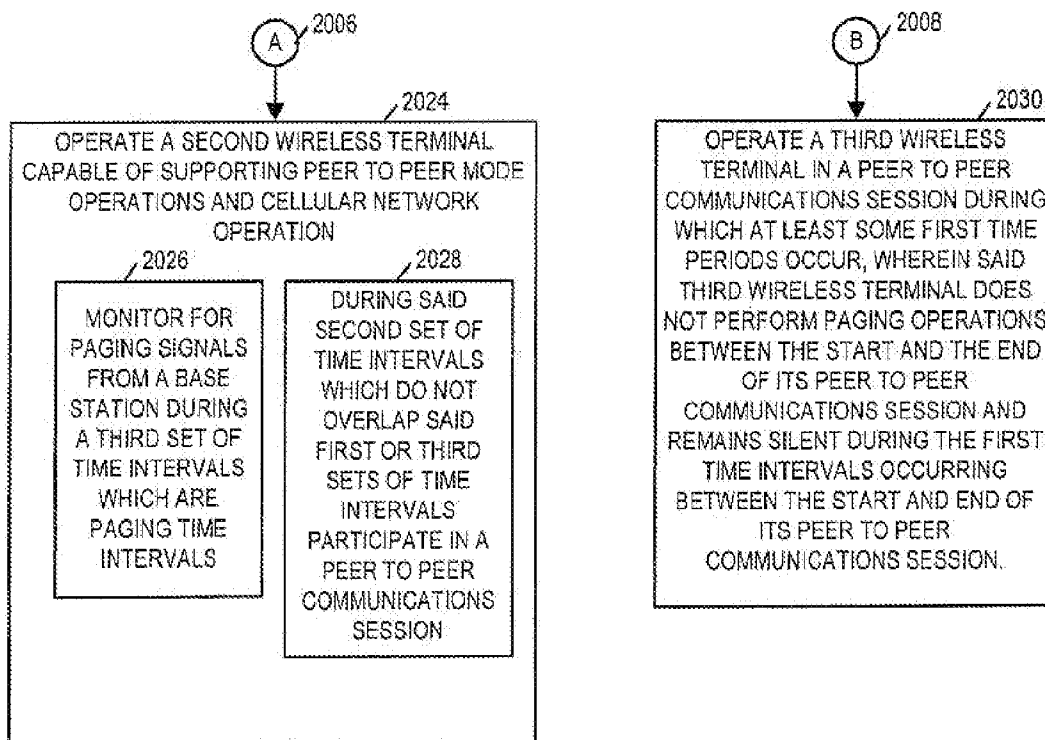 A
2006
2024
OPERATE A SECOND WIRELESS TERMINAL
CAPABLE OF SUPPORTING PEER TO PEER MODE
OPERATIONS AND CELLULAR NETWORK
OPERATION
2026
MONITOR FOR
PAGING SIGNALS
FROM A BASE
STATION DURING
A THIRD SET OF
TIME INTERVALS
WHICH ARE
PAGING TIME
INTERVALS
2028
DURING SAID
SECOND SET OF
TIME INTERVALS
WHICH DO NOT
OVERLAP SAID
FIRST OR THIRD
SETS OF TIME
INTERVALS
PARTICIPATE IN A
PEER TO PEER
COMMUNICATIONS
SESSION
B
2008
2030
OPERATE A THIRD WIRELESS
TERMINAL IN A PEER TO PEER
COMMUNICATIONS SESSION DURING
WHICH AT LEAST SOME FIRST TIME
PERIODS OCCUR, WHEREIN SAID
THIRD WIRELESS TERMINAL DOES
NOT PERFORM PAGING OPERATIONS
BETWEEN THE START AND THE END
OF ITS PEER TO PEER
COMMUNICATIONS SESSION AND
REMAINS SILENT DURING THE FIRST
TIME INTERVALS OCCURRING
BETWEEN THE START AND END OF
ITS PEER TO PEER
COMMUNICATIONS SESSION.